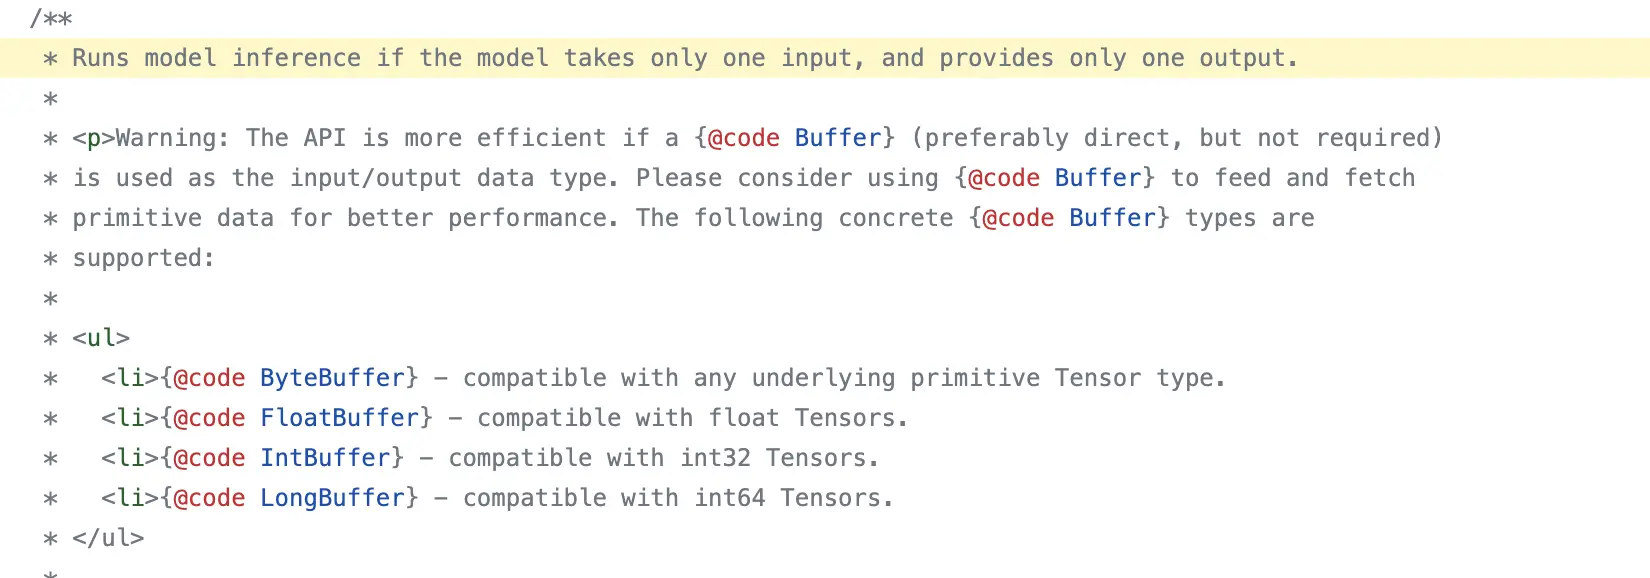 /**
* Runs model inference if the model takes only one input, and provides only one output.
*
* <p>Warning: The API is more efficient if a {@code Buffer} (preferably direct, but not required)
* is used as the input/output data type. Please consider using {@code Buffer} to feed and fetch
* primitive data for better performance. The following concrete {@code Buffer} types are
* supported:
*
* <ul>
*   <li>{@code ByteBuffer} - compatible with any underlying primitive Tensor type.
*   <li>{@code FloatBuffer} - compatible with float Tensors.
*   <li>{@code IntBuffer} - compatible with int32 Tensors.
*   <li>{@code LongBuffer} - compatible with int64 Tensors.
* </ul>
*